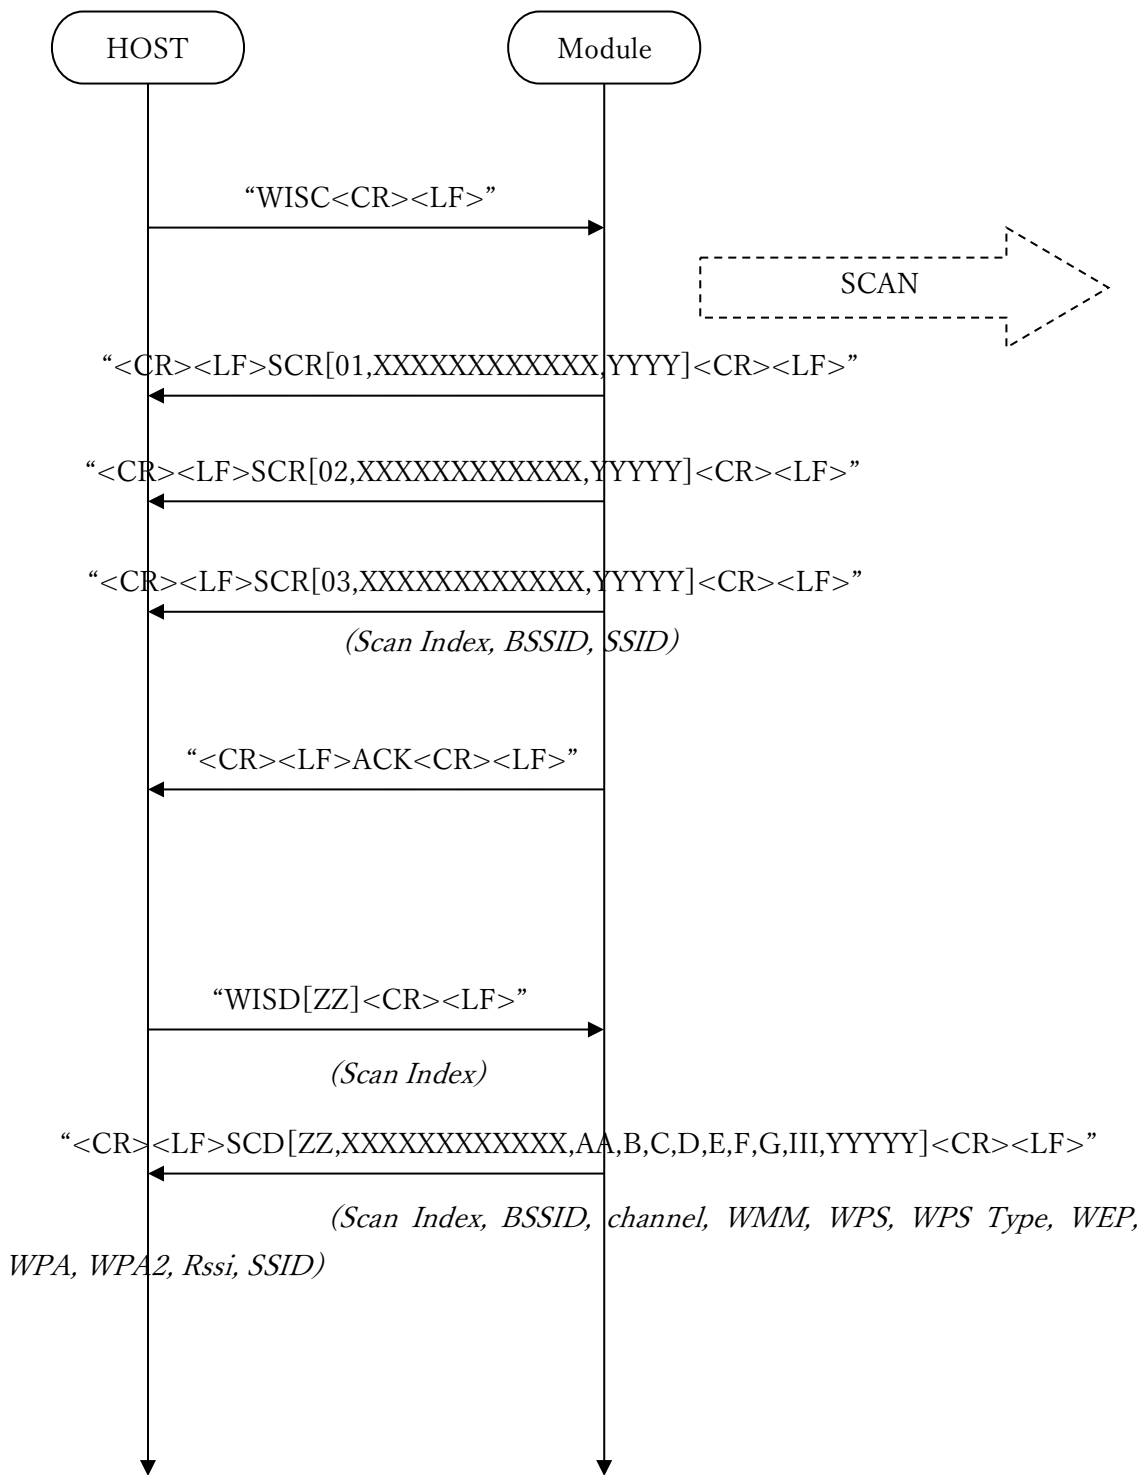 HOST
Module
“WISC<CR><LF>”
SCAN
“<CR><LF>SCR[01,XXXXXXXXXXXX,YYYY]<CR><LF>”
“<CR><LF>SCR[02,XXXXXXXXXXXX,YYYYY]<CR><LF>”
“<CR><LF>SCR[03,XXXXXXXXXXXX,YYYYY]<CR><LF>”
(Scan Index, BSSID, SSID)
“<CR><LF>ACK<CR><LF>”
“WISD[ZZ]<CR><LF>”
(Scan Index)
“<CR><LF>SCD[ZZ,XXXXXXXXXXXX,AA,B,C,D,E,F,G,III,YYYYY]<CR><LF>”
(Scan Index, BSSID, channel, WMM, WPS, WPS Type, WEP,
WPA, WPA2, Rssi, SSID)